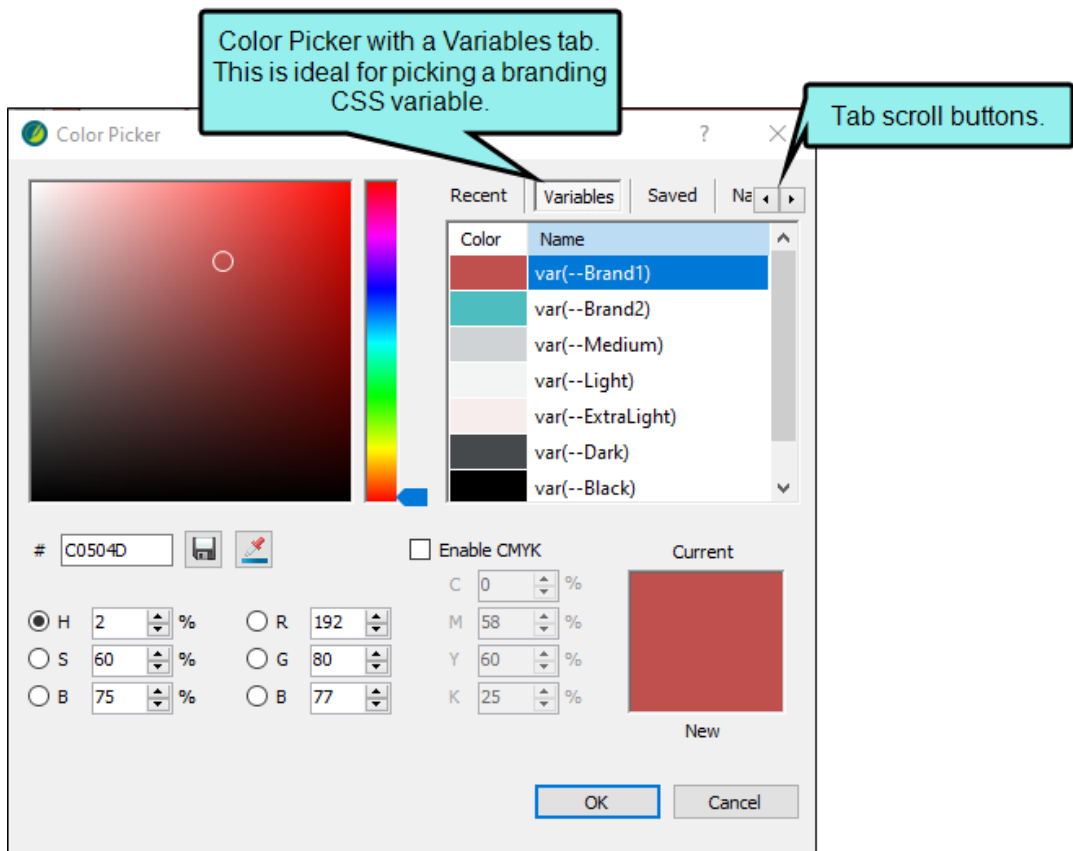 Color Picker with a Variables tab.
This is ideal for picking a branding
CSS variable.
Tab scroll buttons.
Color Picker ?
Recent Variables Saved Na
Color Name
var(--Brand1)
var(--Brand2)
var(--Medium)
var(--Light)
var(--ExtraLight)
var(--Dark)
var(--Black)
# C0504D
Enable CMYK
Current
C 0 %
H 2 % R 192 M 58 %
S 60 % G 80 Y 60 %
B 75 % B 77 K 25 %
New
OK Cancel